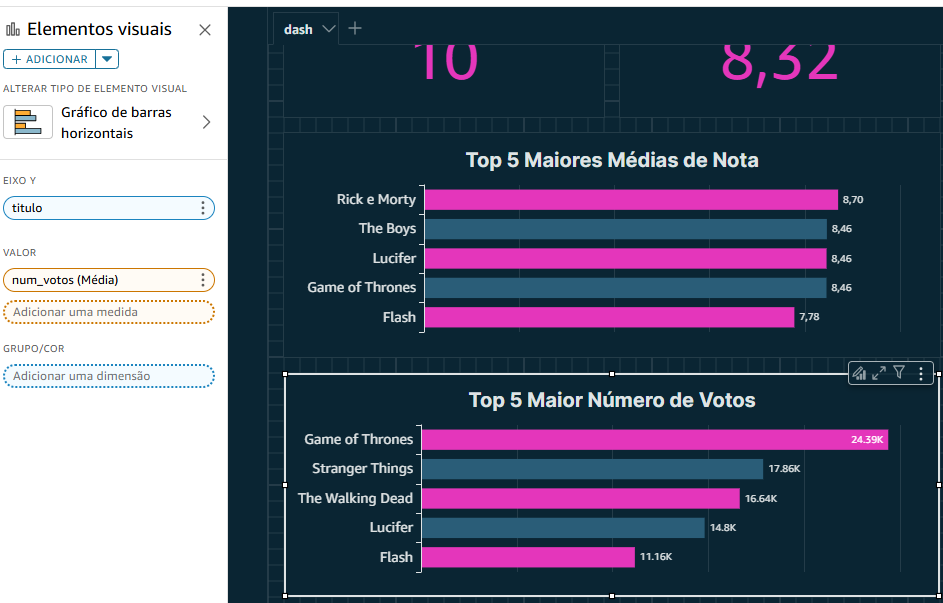 Elementos visuais
+ ADICIONAR
ALTERAR TIPO DE ELEMENTO VISUAL
Gráfico de barras
horizontais
EIXO Y
titulo
VALOR
num_votos (Média)
Adicionar uma medida
GRUPO/COR
Adicionar uma dimensão
dash
10
8,32
Top 5 Maiores Médias de Nota
Rick e Morty 8,70
The Boys 8,46
Lucifer 8,46
Game of Thrones 8,46
Flash 7,78
Top 5 Maior Número de Votos
Game of Thrones 24.39K
Stranger Things 17.86K
The Walking Dead 16.64K
Lucifer 14.8K
Flash 11.16K